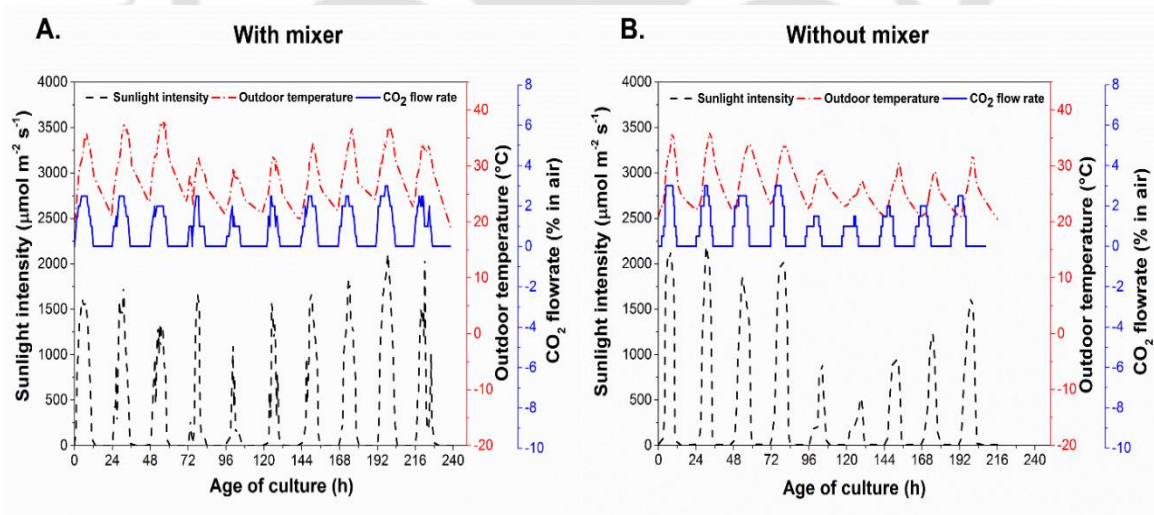 A.
With mixer
Sunlight intensity
Outdoor temperature
CO2 flow rate
Sunlight intensity (μmol m⁻² s⁻¹)
4000
3500
3000
2500
2000
1500
1000
500
0
Outdoor temperature (°C)
40
30
20
10
0
-10
-20
CO2 flowrate (% in air)
8
6
4
2
0
-2
-4
-6
-8
-10
0 24 48 72 96 120 144 168 192 216 240
Age of culture (h)
B.
Without mixer
Sunlight intensity
Outdoor temperature
CO2 flow rate
Sunlight intensity (μmol m⁻² s⁻¹)
4000
3500
3000
2500
2000
1500
1000
500
0
Outdoor temperature (°C)
40
30
20
10
0
-10
-20
CO2 flowrate (% in air)
8
6
4
2
0
-2
-4
-6
-8
-10
0 24 48 72 96 120 144 168 192 216 240
Age of culture (h)